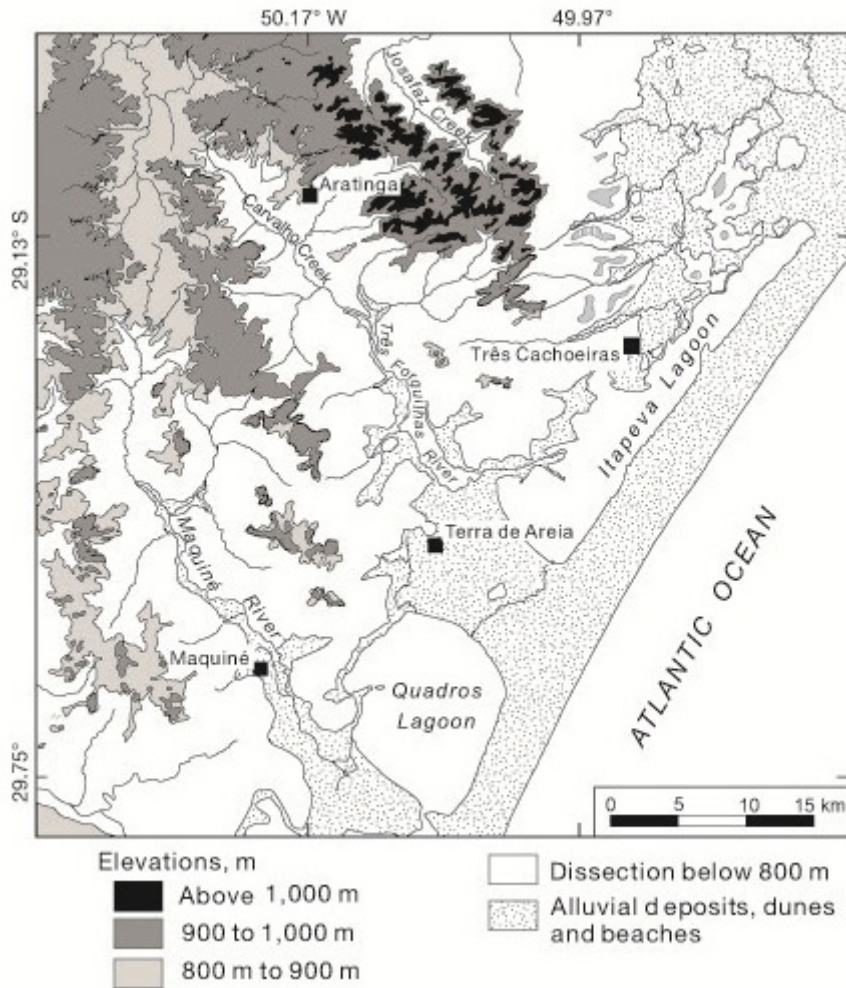 50.17° W
49.97°
29.13° S
29.75°
Josafaz Creek
Aratinga
Carvalho Creek
Três Forquilhas River
Três Cachoeiras
Itapeva Lagoon
Terra de Areia
Maquiné River
Maquiné
Quadros
Lagoon
ATLANTIC OCEAN
0 5 10 15 km
Elevations, m
Above 1,000 m
900 to 1,000 m
800 m to 900 m
Dissection below 800 m
Alluvial deposits, dunes
and beaches